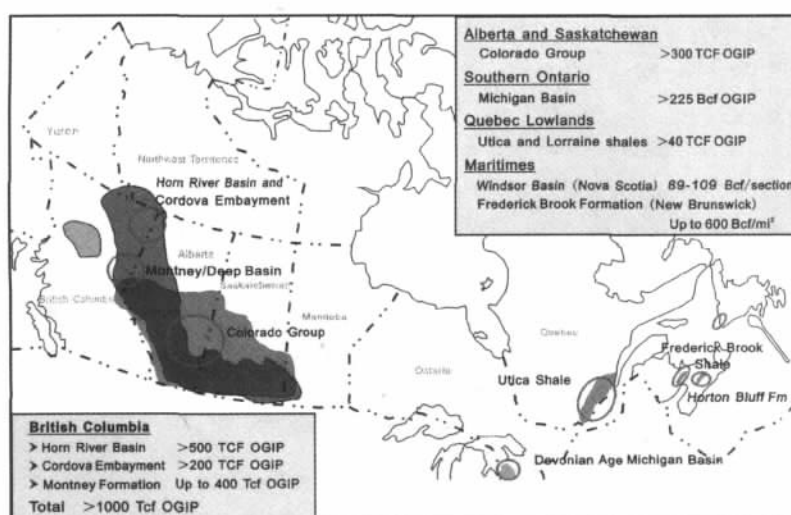 Alberta and Saskatchewan
Colorado Group >300 TCF OGIP
Southern Ontario
Michigan Basin >225 Bcf OGIP
Quebec Lowlands
Utica and Lorraine shales >40 TCF OGIP
Maritimes
Windsor Basin (Nova Scotia) 69-109 Bcf/section
Frederick Brook Formation (New Brunswick)
Up to 600 Bcf/mi²
Yukon
Northwest Territories
Horn River Basin and
Cordova Embayment
Alberta
Montney/Deep Basin
Saskatchewan
British Columbia
Manitoba
Colorado Group
Ontario
Quebec
Utica Shale
Frederick Brook
Shale
Horton Bluff Fm
Devonian Age Michigan Basin
British Columbia
➤ Horn River Basin >500 TCF OGIP
➤ Cordova Embayment >200 TCF OGIP
➤ Montney Formation Up to 400 Tcf OGIP
Total >1000 Tcf OGIP